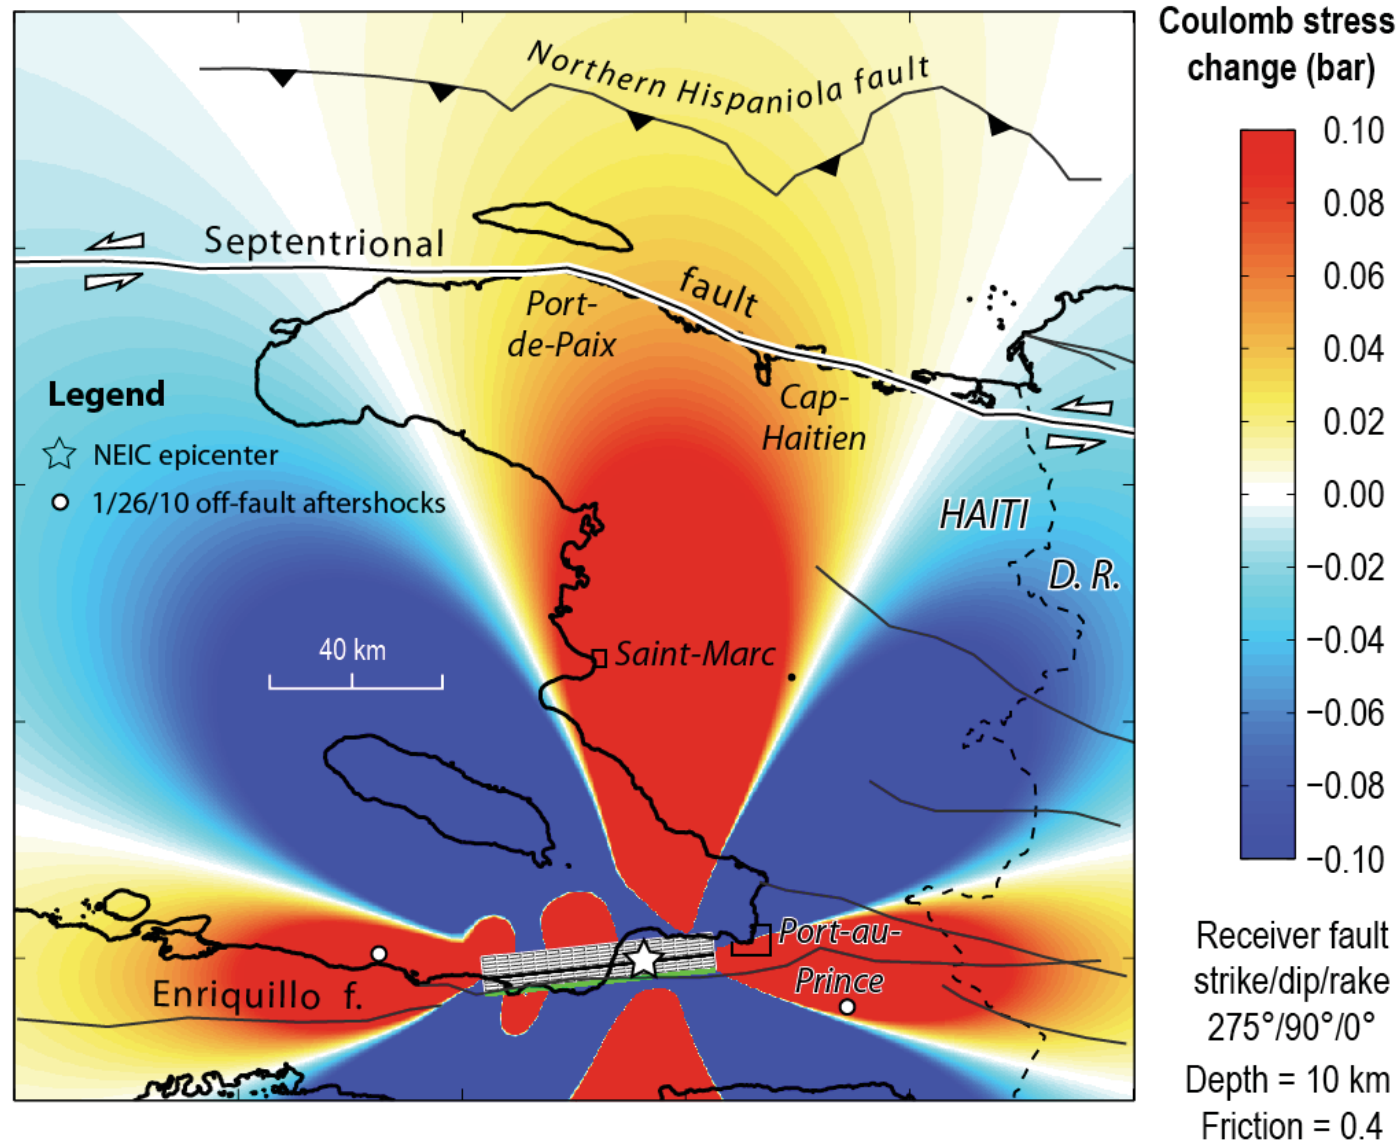 Coulomb stress
change (bar)
Northern Hispaniola fault
0.10
0.08
0.06
0.04
0.02
0.00
−0.02
−0.04
−0.06
−0.08
−0.10
Septentrional
fault
Port-
de-Paix
Cap-
Haitien
Legend
NEIC epicenter
1/26/10 off-fault aftershocks
HAITI
D. R.
40 km
Saint-Marc
Port-au-
Prince
Enriquillo f.
Receiver fault
strike/dip/rake
275°/90°/0°
Depth = 10 km
Friction = 0.4